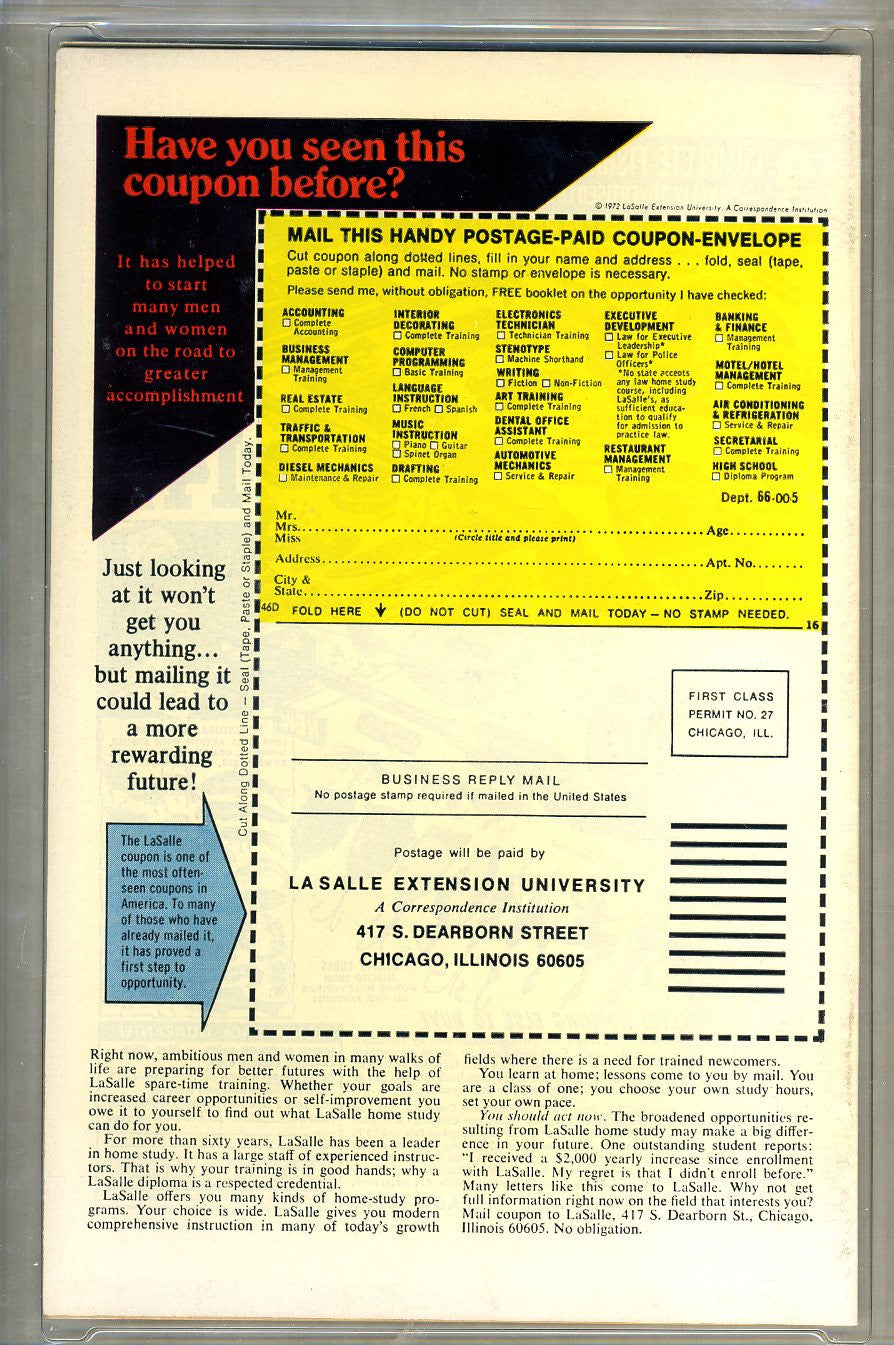 Have you seen this
coupon before?
© 1972 LaSalle Extension University. A Correspondence Institution
It has helped
to start
many men
and women
on the road to
greater
accomplishment
MAIL THIS HANDY POSTAGE-PAID COUPON-ENVELOPE
Cut coupon along dotted lines, fill in your name and address . . . fold, seal (tape,
paste or staple) and mail. No stamp or envelope is necessary.
Please send me, without obligation, FREE booklet on the opportunity I have checked:
ACCOUNTING
☐ Complete
Accounting
BUSINESS
MANAGEMENT
☐ Management
Training
REAL ESTATE
☐ Complete Training
TRAFFIC &
TRANSPORTATION
☐ Complete Training
DIESEL MECHANICS
☐ Maintenance & Repair
INTERIOR
DECORATING
☐ Complete Training
COMPUTER
PROGRAMMING
☐ Basic Training
LANGUAGE
INSTRUCTION
☐ French ☐ Spanish
MUSIC
INSTRUCTION
☐ Piano ☐ Guitar
☐ Spinet Organ
DRAFTING
☐ Complete Training
ELECTRONICS
TECHNICIAN
☐ Technician Training
STENOTYPE
☐ Machine Shorthand
WRITING
☐ Fiction ☐ Non-Fiction
ART TRAINING
☐ Complete Training
DENTAL OFFICE
ASSISTANT
☐ Complete Training
AUTOMOTIVE
MECHANICS
☐ Service & Repair
EXECUTIVE
DEVELOPMENT
☐ Law for Executive
Leadership*
☐ Law for Police
Officers*
*No state accepts
any law home study
course, including
LaSalle's, as
sufficient educa-
tion to qualify
for admission to
practice law.
RESTAURANT
MANAGEMENT
☐ Management
Training
BANKING
& FINANCE
☐ Management
Training
MOTEL/HOTEL
MANAGEMENT
☐ Complete Training
AIR CONDITIONING
& REFRIGERATION
☐ Service & Repair
SECRETARIAL
☐ Complete Training
HIGH SCHOOL
☐ Diploma Program
Dept. 66-005
Mr.
Mrs. Age
Miss (Circle title and please print)
Address Apt. No.
City &
State Zip
46D FOLD HERE ↓ (DO NOT CUT) SEAL AND MAIL TODAY – NO STAMP NEEDED.
16
Cut Along Dotted Line – Seal (Tape, Paste or Staple) and Mail Today.
Just looking
at it won't
get you
anything...
but mailing it
could lead to
a more
rewarding
future!
FIRST CLASS
PERMIT NO. 27
CHICAGO, ILL.
BUSINESS REPLY MAIL
No postage stamp required if mailed in the United States
Postage will be paid by
LA SALLE EXTENSION UNIVERSITY
A Correspondence Institution
417 S. DEARBORN STREET
CHICAGO, ILLINOIS 60605
The LaSalle
coupon is one of
the most often-
seen coupons in
America. To many
of those who have
already mailed it,
it has proved a
first step to
opportunity.
Right now, ambitious men and women in many walks of
life are preparing for better futures with the help of
LaSalle spare-time training. Whether your goals are
increased career opportunities or self-improvement you
owe it to yourself to find out what LaSalle home study
can do for you.
For more than sixty years, LaSalle has been a leader
in home study. It has a large staff of experienced instruc-
tors. That is why your training is in good hands; why a
LaSalle diploma is a respected credential.
LaSalle offers you many kinds of home-study pro-
grams. Your choice is wide. LaSalle gives you modern
comprehensive instruction in many of today's growth
fields where there is a need for trained newcomers.
You learn at home; lessons come to you by mail. You
are a class of one; you choose your own study hours,
set your own pace.
You should act now. The broadened opportunities re-
sulting from LaSalle home study may make a big differ-
ence in your future. One outstanding student reports:
"I received a $2,000 yearly increase since enrollment
with LaSalle. My regret is that I didn't enroll before."
Many letters like this come to LaSalle. Why not get
full information right now on the field that interests you?
Mail coupon to LaSalle, 417 S. Dearborn St., Chicago,
Illinois 60605. No obligation.